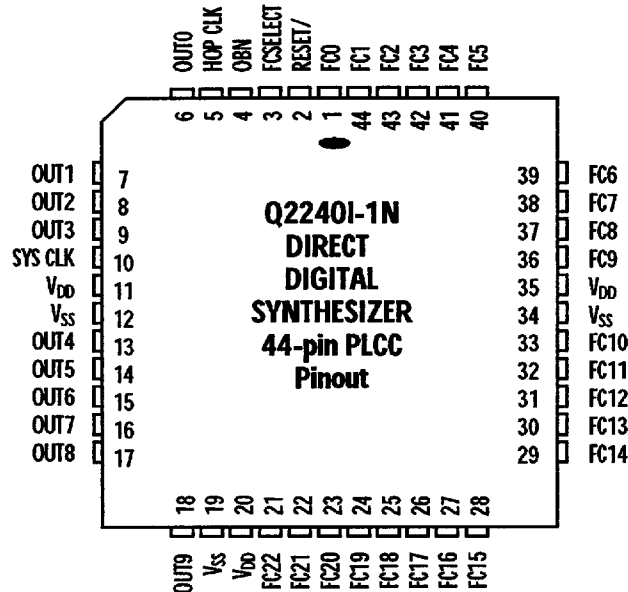 OUT0 HOP CLK OBN FCSELECT RESET/ FC0 FC1 FC2 FC3 FC4 FC5
6 5 4 3 2 1 44 43 42 41 40
OUT1 7 39 FC6
OUT2 8 38 FC7
OUT3 9 37 FC8
SYS CLK 10 36 FC9
VDD 11 35 VDD
VSS 12 34 VSS
OUT4 13 33 FC10
OUT5 14 32 FC11
OUT6 15 31 FC12
OUT7 16 30 FC13
OUT8 17 29 FC14
Q2240I-1N
DIRECT
DIGITAL
SYNTHESIZER
44-pin PLCC
Pinout
18 19 20 21 22 23 24 25 26 27 28
OUT9 VSS VDD FC22 FC21 FC20 FC19 FC18 FC17 FC16 FC15